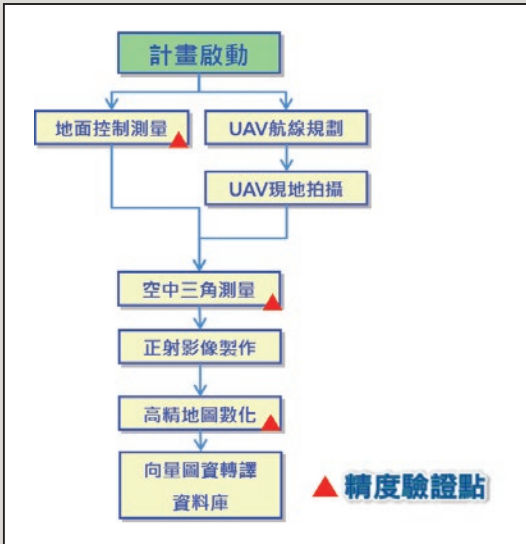 計畫啟動
地面控制測量
UAV航線規劃
UAV現地拍攝
空中三角測量
正射影像製作
高精地圖數化
向量圖資轉譯
資料庫
精度驗證點